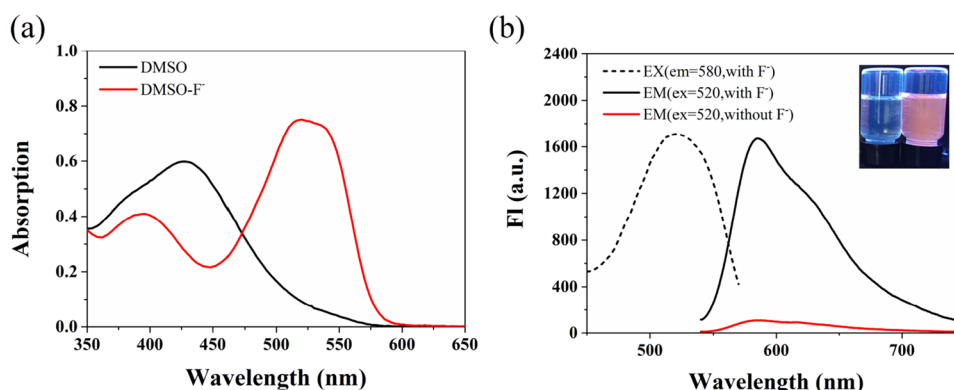 (a)
1.0
0.8
0.6
0.4
0.2
0.0
Absorption
DMSO
DMSO-F⁻
350 400 450 500 550 600 650
Wavelength (nm)
(b)
2400
2000
1600
1200
800
400
0
FI (a.u.)
EX(em=580,with F⁻)
EM(ex=520,with F⁻)
EM(ex=520,without F⁻)
500 600 700
Wavelength (nm)